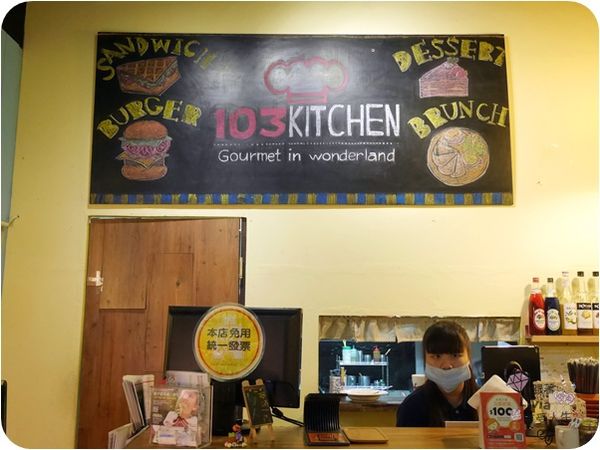 SANDWICH
BURGER
103KITCHEN
Gourmet in wonderland
DESSERT
BRUNCH
本店免用
統一發票
$100